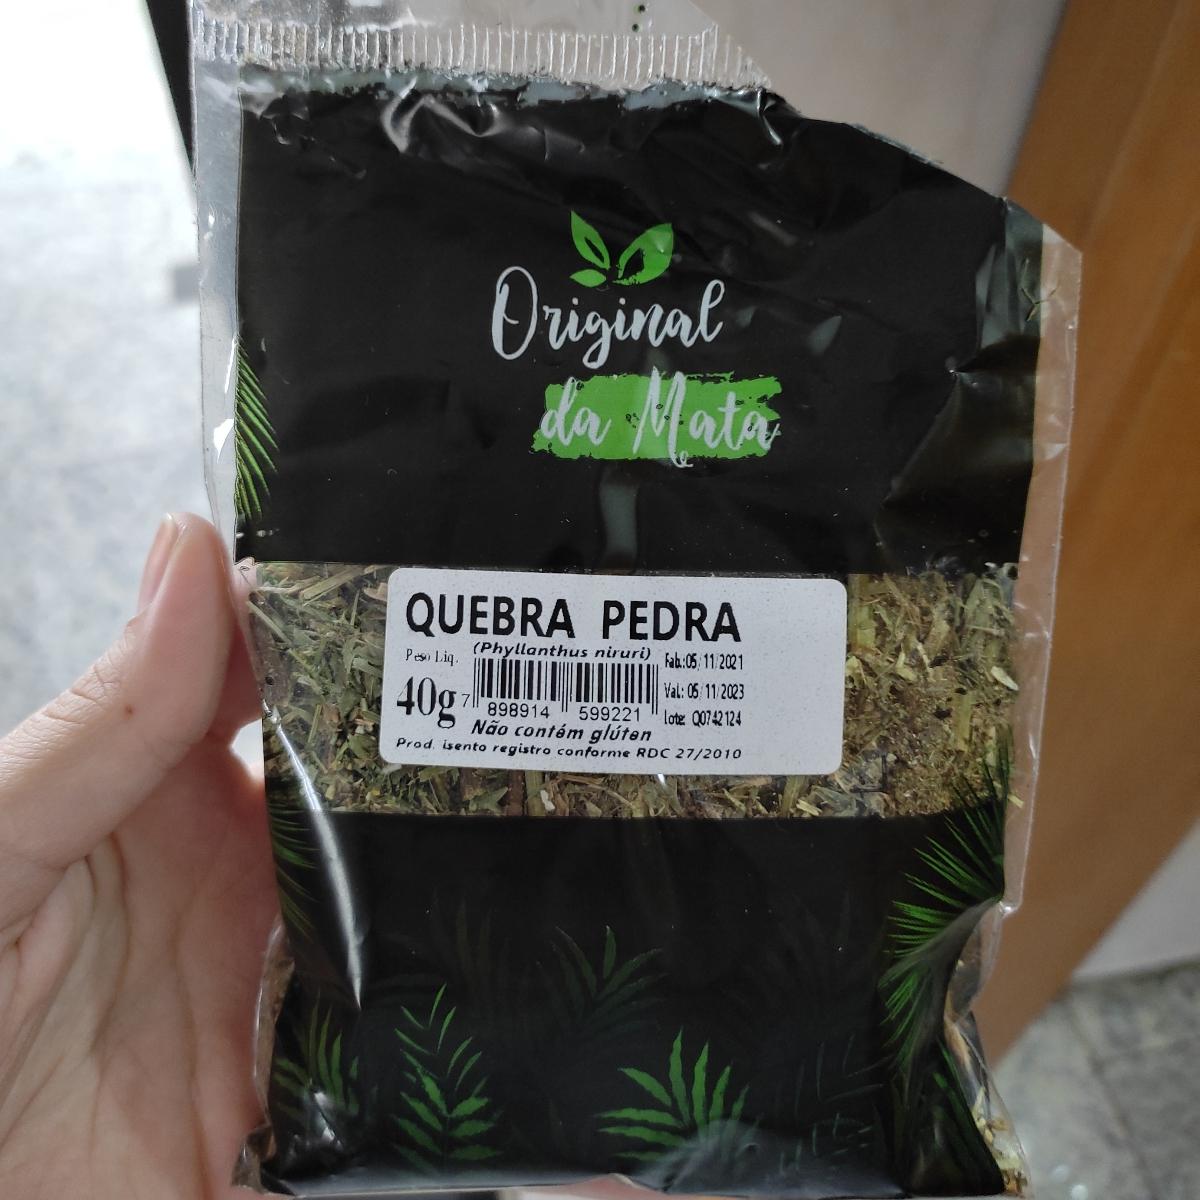 Original
da Mata
QUEBRA PEDRA
(Phyllanthus niruri)
Peso Liq.
40g
7 898914 599221
Fab.: 05/11/2021
Val.: 05/11/2023
Lote: Q0742124
Não contém glúten
Prod. isento registro conforme RDC 27/2010